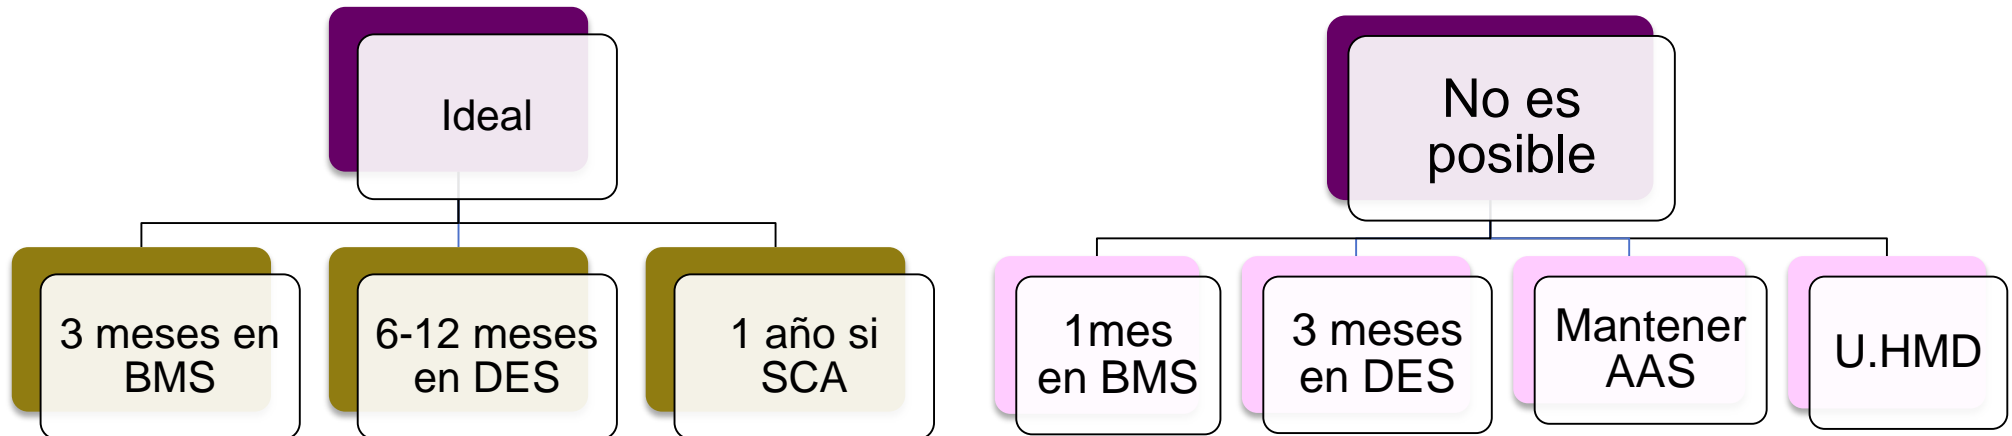 Ideal
3 meses en
BMS
6-12 meses
en DES
1 año si
SCA
No es
posible
1mes
en BMS
3 meses
en DES
Mantener
AAS
U.HMD